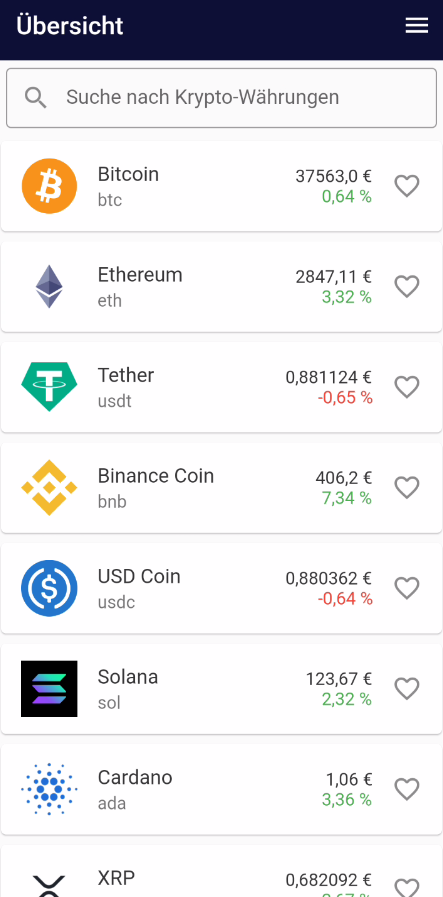 Übersicht
Suche nach Krypto-Währungen
Bitcoin
37563,0 €
btc
0,64 %
Ethereum
2847,11 €
eth
3,32 %
Tether
0,881124 €
usdt
-0,65 %
Binance Coin
406,2 €
bnb
7,34 %
USD Coin
0,880362 €
usdc
-0,64 %
Solana
123,67 €
sol
2,32 %
Cardano
1,06 €
ada
3,36 %
XRP
0,682092 €